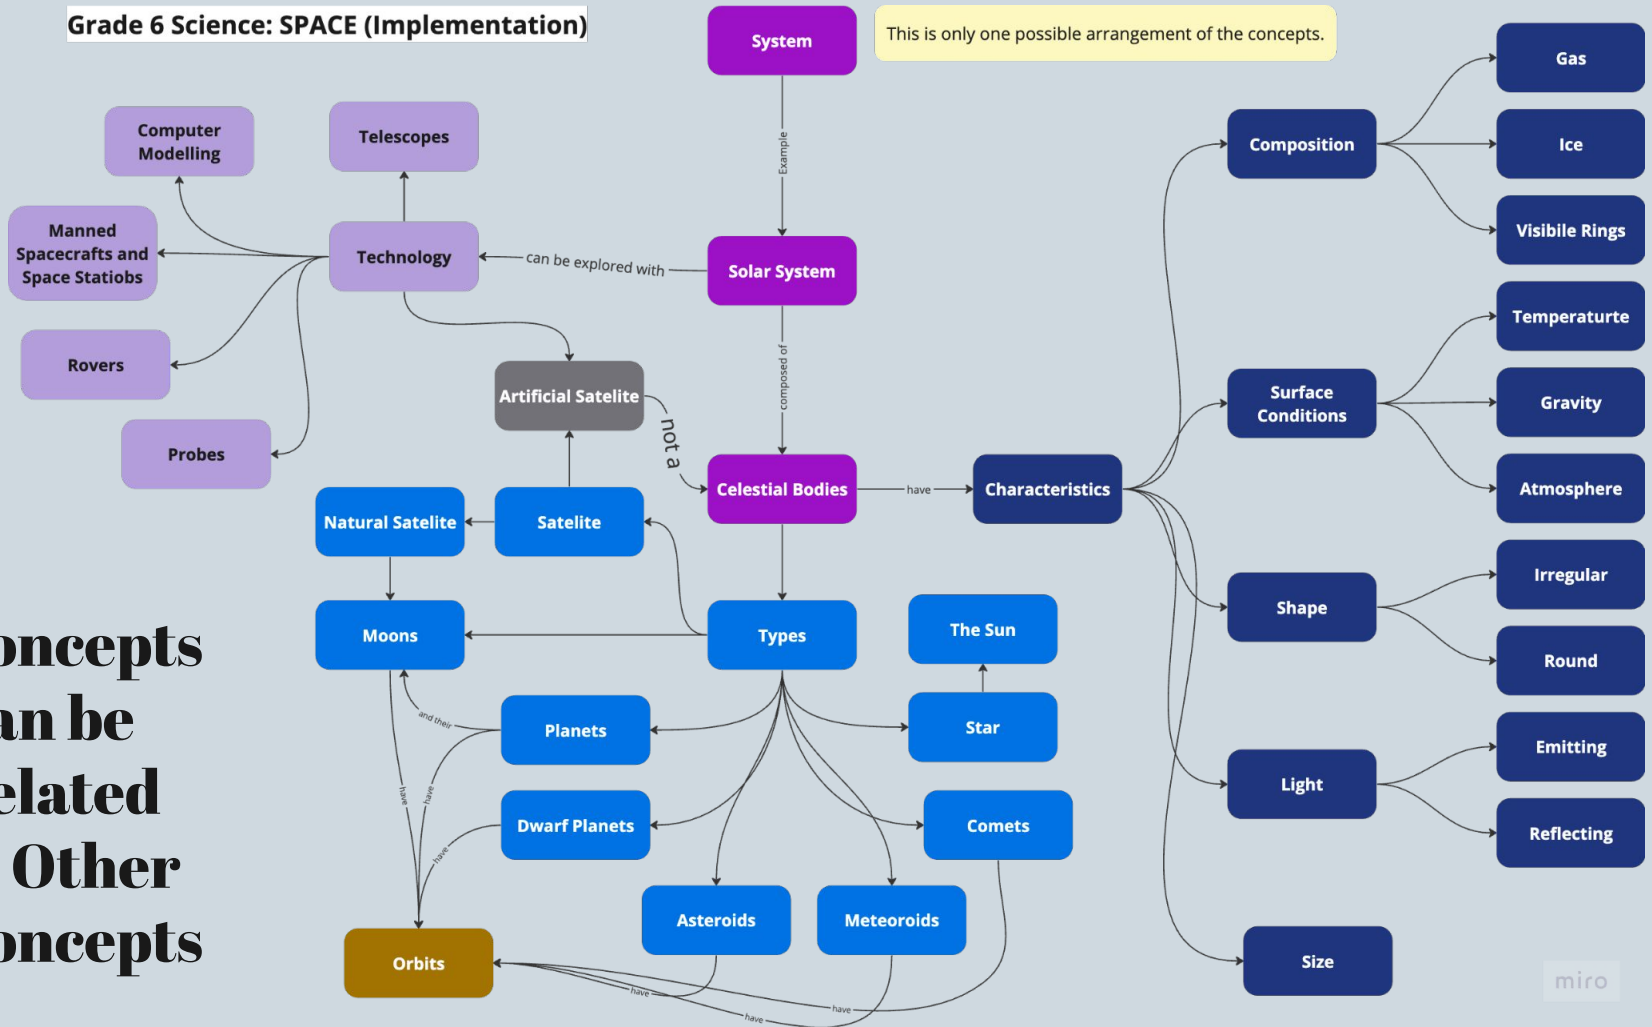 Grade 6 Science: SPACE (Implementation)
System
This is only one possible arrangement of the concepts.
Gas
Computer
Modelling
Telescopes
Example
Composition
Ice
Manned
Spacecrafts and
Space Statiobs
Technology
can be explored with
Solar System
Visibile Rings
Temperaturte
Rovers
Artificial Satelite
not a
composed of
Surface
Conditions
Gravity
Probes
Celestial Bodies
have
Characteristics
Atmosphere
Natural Satelite
Satelite
Irregular
Moons
Types
The Sun
Shape
Round
and their
Planets
Star
Emitting
have
have
Light
Dwarf Planets
Comets
Reflecting
have
Asteroids
Meteoroids
Orbits
Size
have
have
have
oncepts
an be
elated
Other
oncepts
miro